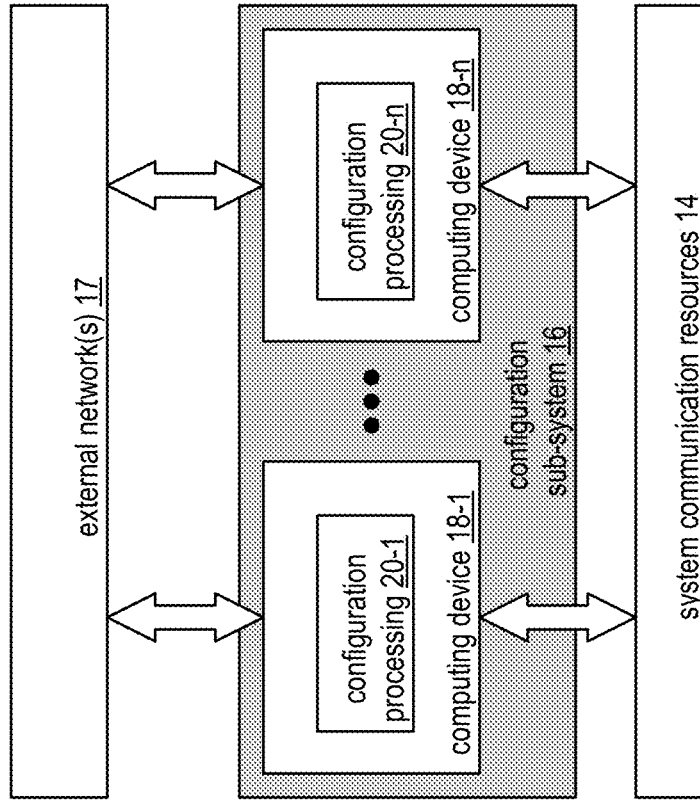 external network(s) 17
configuration
processing 20-1
computing device 18-1
configuration
processing 20-n
computing device 18-n
configuration
sub-system 16
system communication resources 14